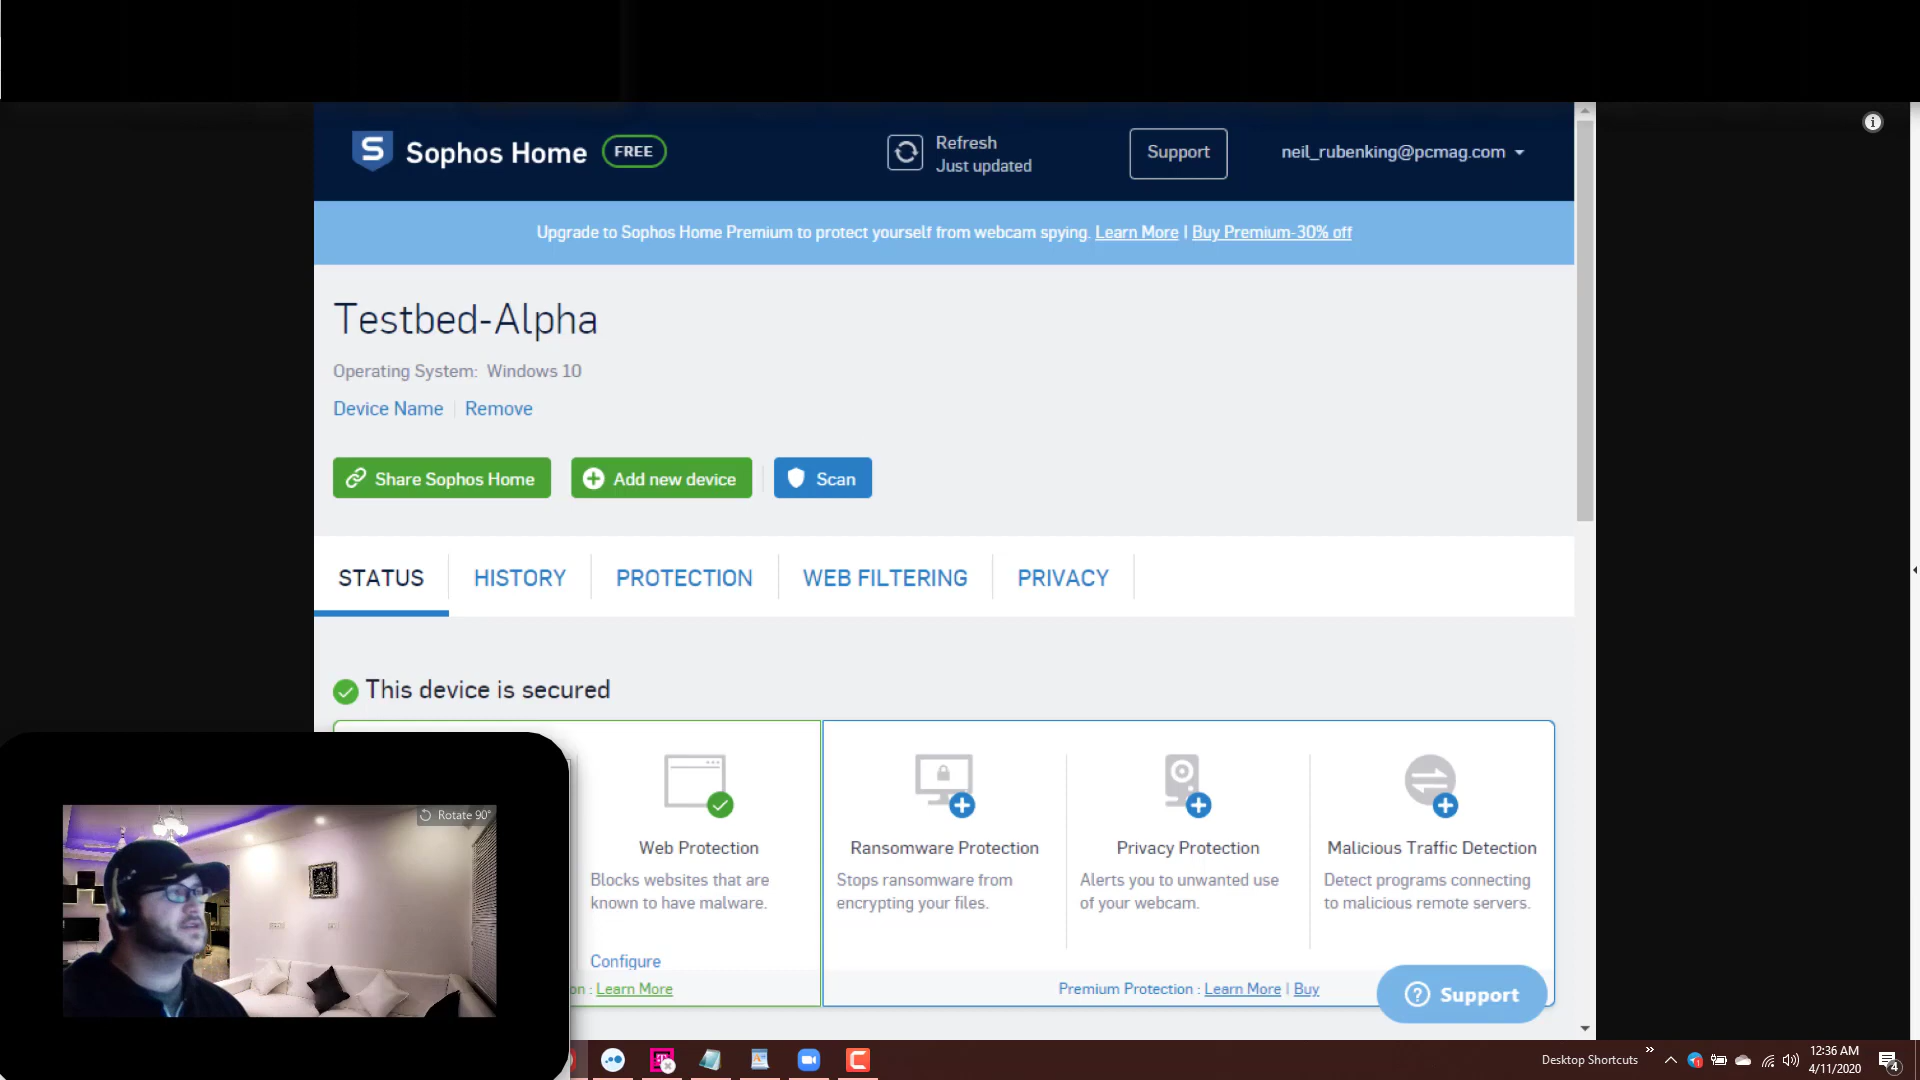 Sophos Home FREE
Refresh
Just updated
Support
neil_rubenking@pcmag.com
Upgrade to Sophos Home Premium to protect yourself from webcam spying. Learn More | Buy Premium-30% off
Testbed-Alpha
Operating System: Windows 10
Device Name | Remove
Share Sophos Home
Add new device
Scan
STATUS
HISTORY
PROTECTION
WEB FILTERING
PRIVACY
This device is secured
Web Protection
Blocks websites that are
known to have malware.
Configure
on : Learn More
Ransomware Protection
Stops ransomware from
encrypting your files.
Privacy Protection
Alerts you to unwanted use
of your webcam.
Malicious Traffic Detection
Detect programs connecting
to malicious remote servers.
Premium Protection : Learn More | Buy
Support
Rotate 90°
Desktop Shortcuts
12:36 AM
4/11/2020
4